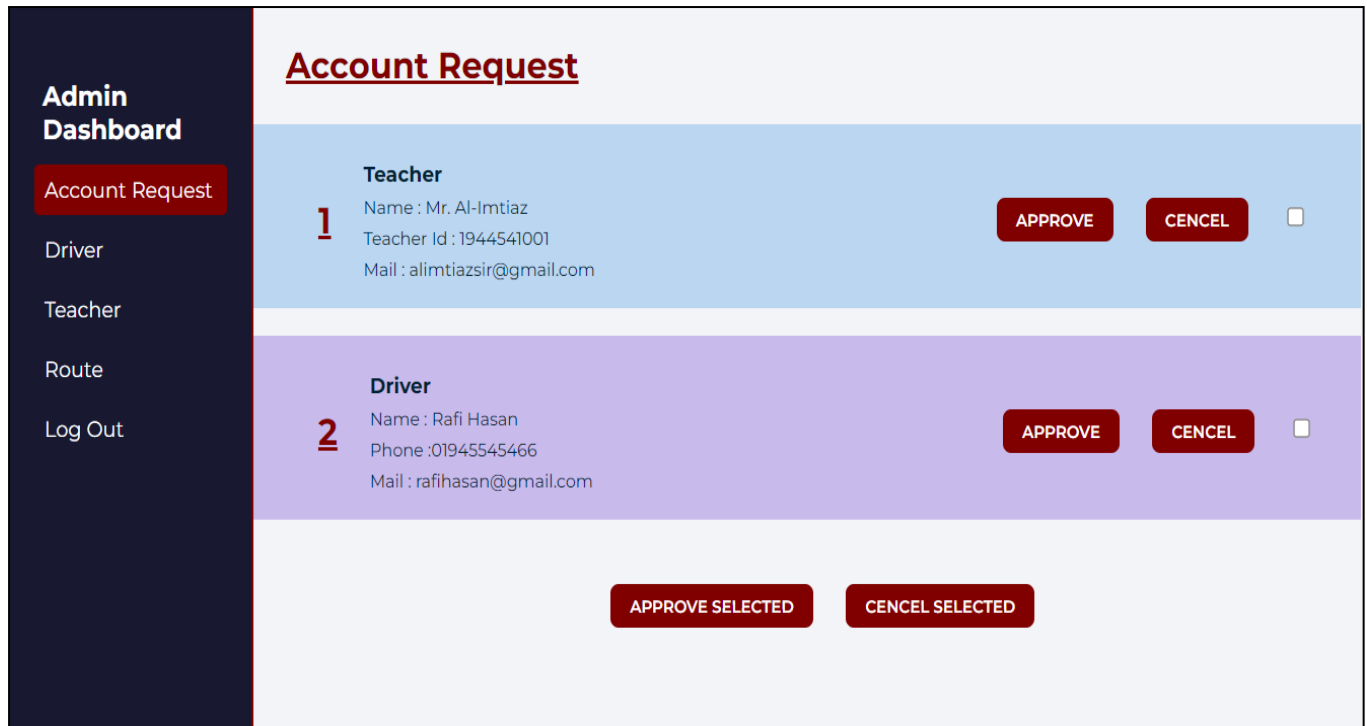 Admin
Dashboard
Account Request
Driver
Teacher
Route
Log Out
Account Request
1
Teacher
Name : Mr. Al-Imtiaz
Teacher Id : 1944541001
Mail : alimtiazsir@gmail.com
APPROVE
CENCEL
2
Driver
Name : Rafi Hasan
Phone :01945545466
Mail : rafihasan@gmail.com
APPROVE
CENCEL
APPROVE SELECTED
CENCEL SELECTED